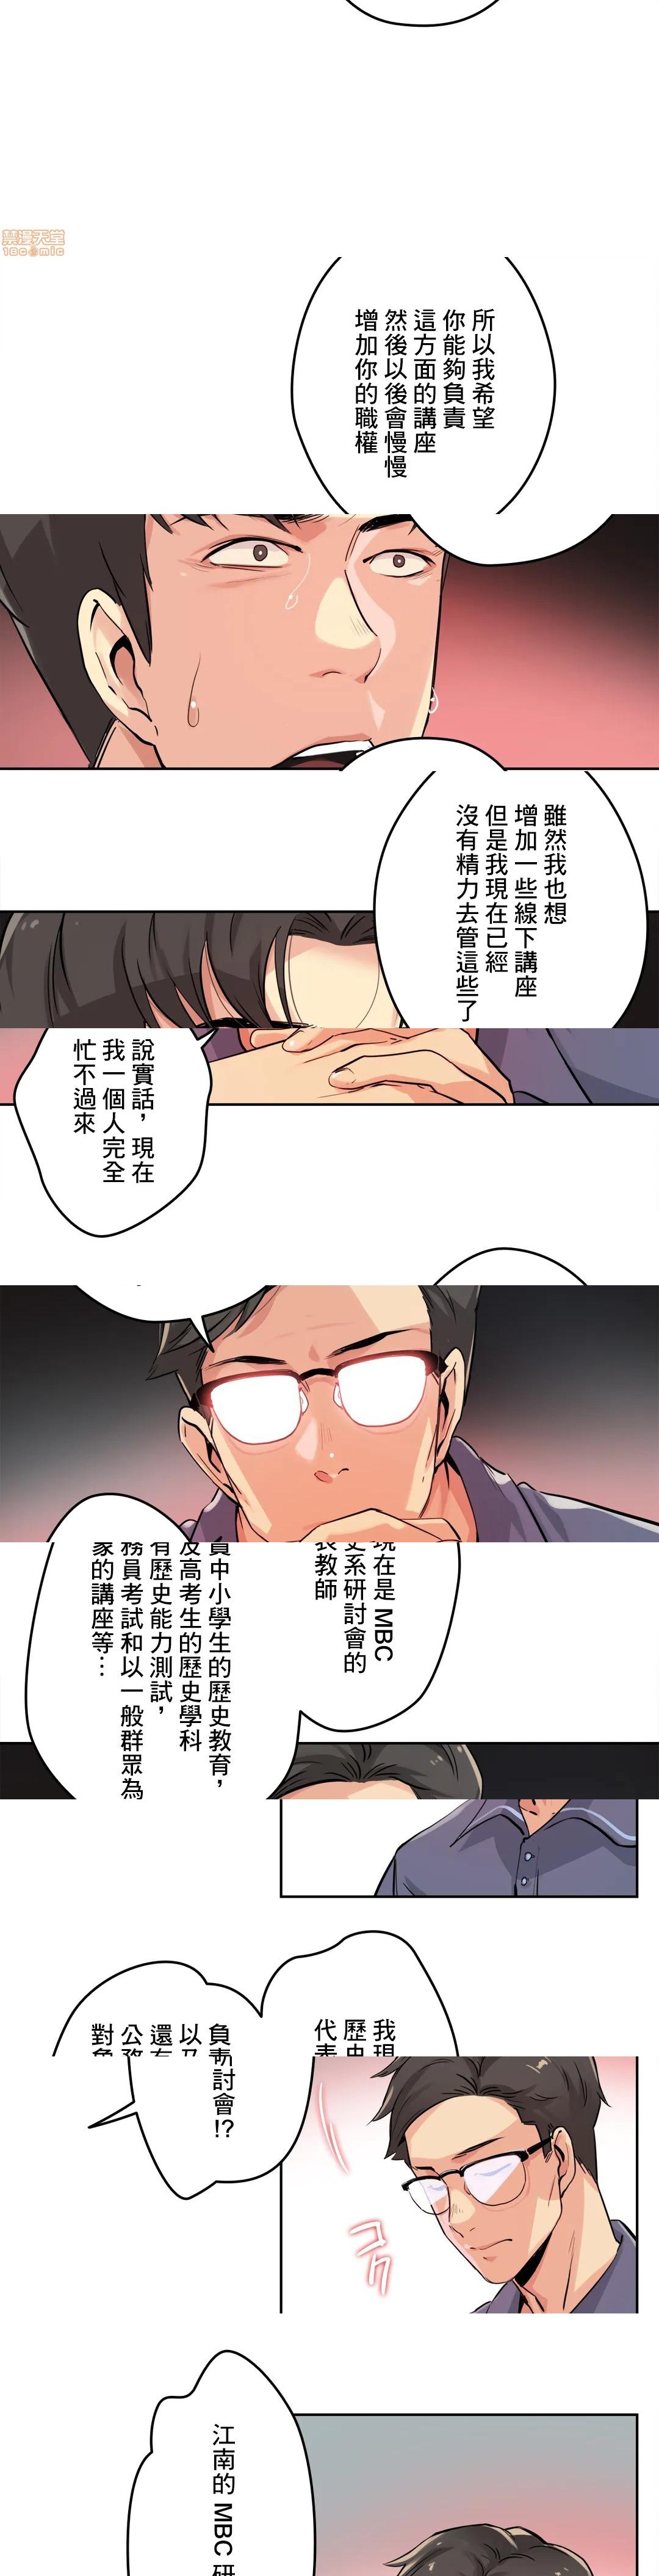 禁漫天堂
18comic
所以我希望
你能夠負責
這方面的講座
然後以後會慢慢
增加你的職權
雖然我也想
增加一些線下講座
但是我現在已經
沒有精力去管這些了
說實話，現在
我一個人完全
忙不過來
現在是 MBC
史系研討會的
表教師
責中小學生的歷史教育，
及高考生的歷史學科
有歷史能力測試，
務員考試和以一般群眾為
象的講座等…
我現
歷史
代表
負責
以及
還有
公務
對象
討會!?
コク
江南的 MBC 研